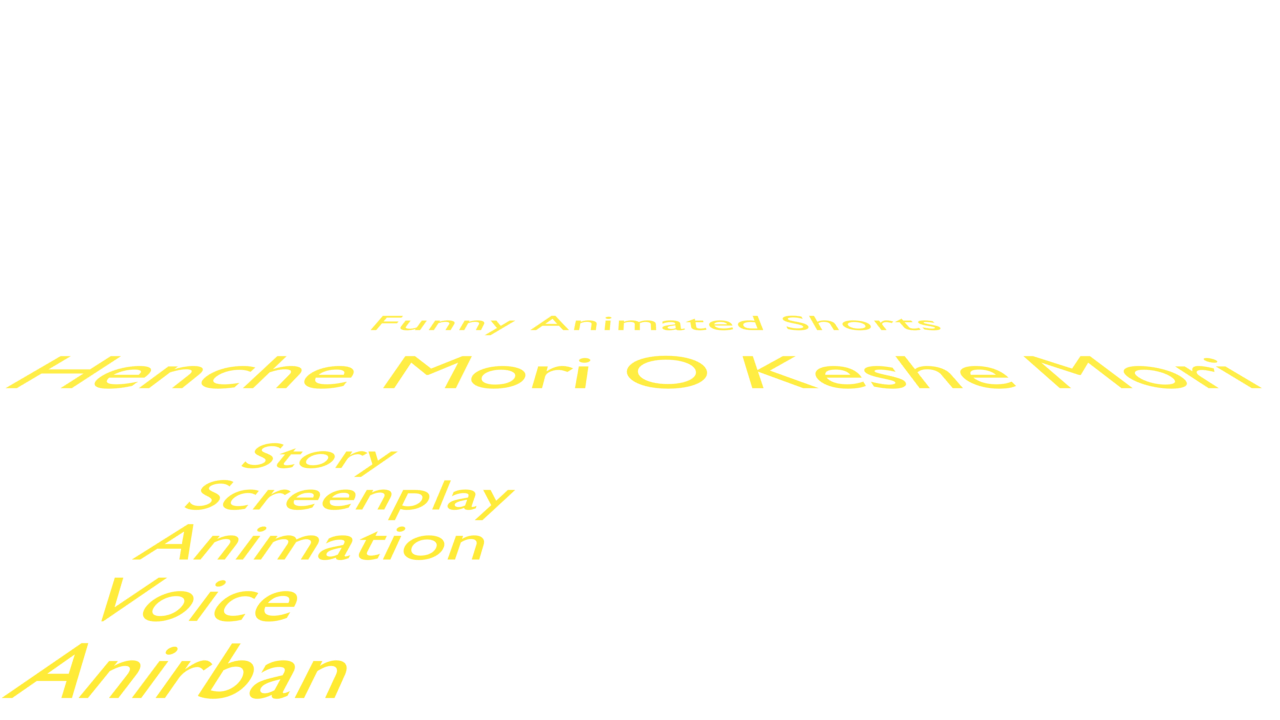 Funny Animated Shorts
Henche Mori O Keshe Mori
Story
Screenplay
Animation
Voice
Anirban